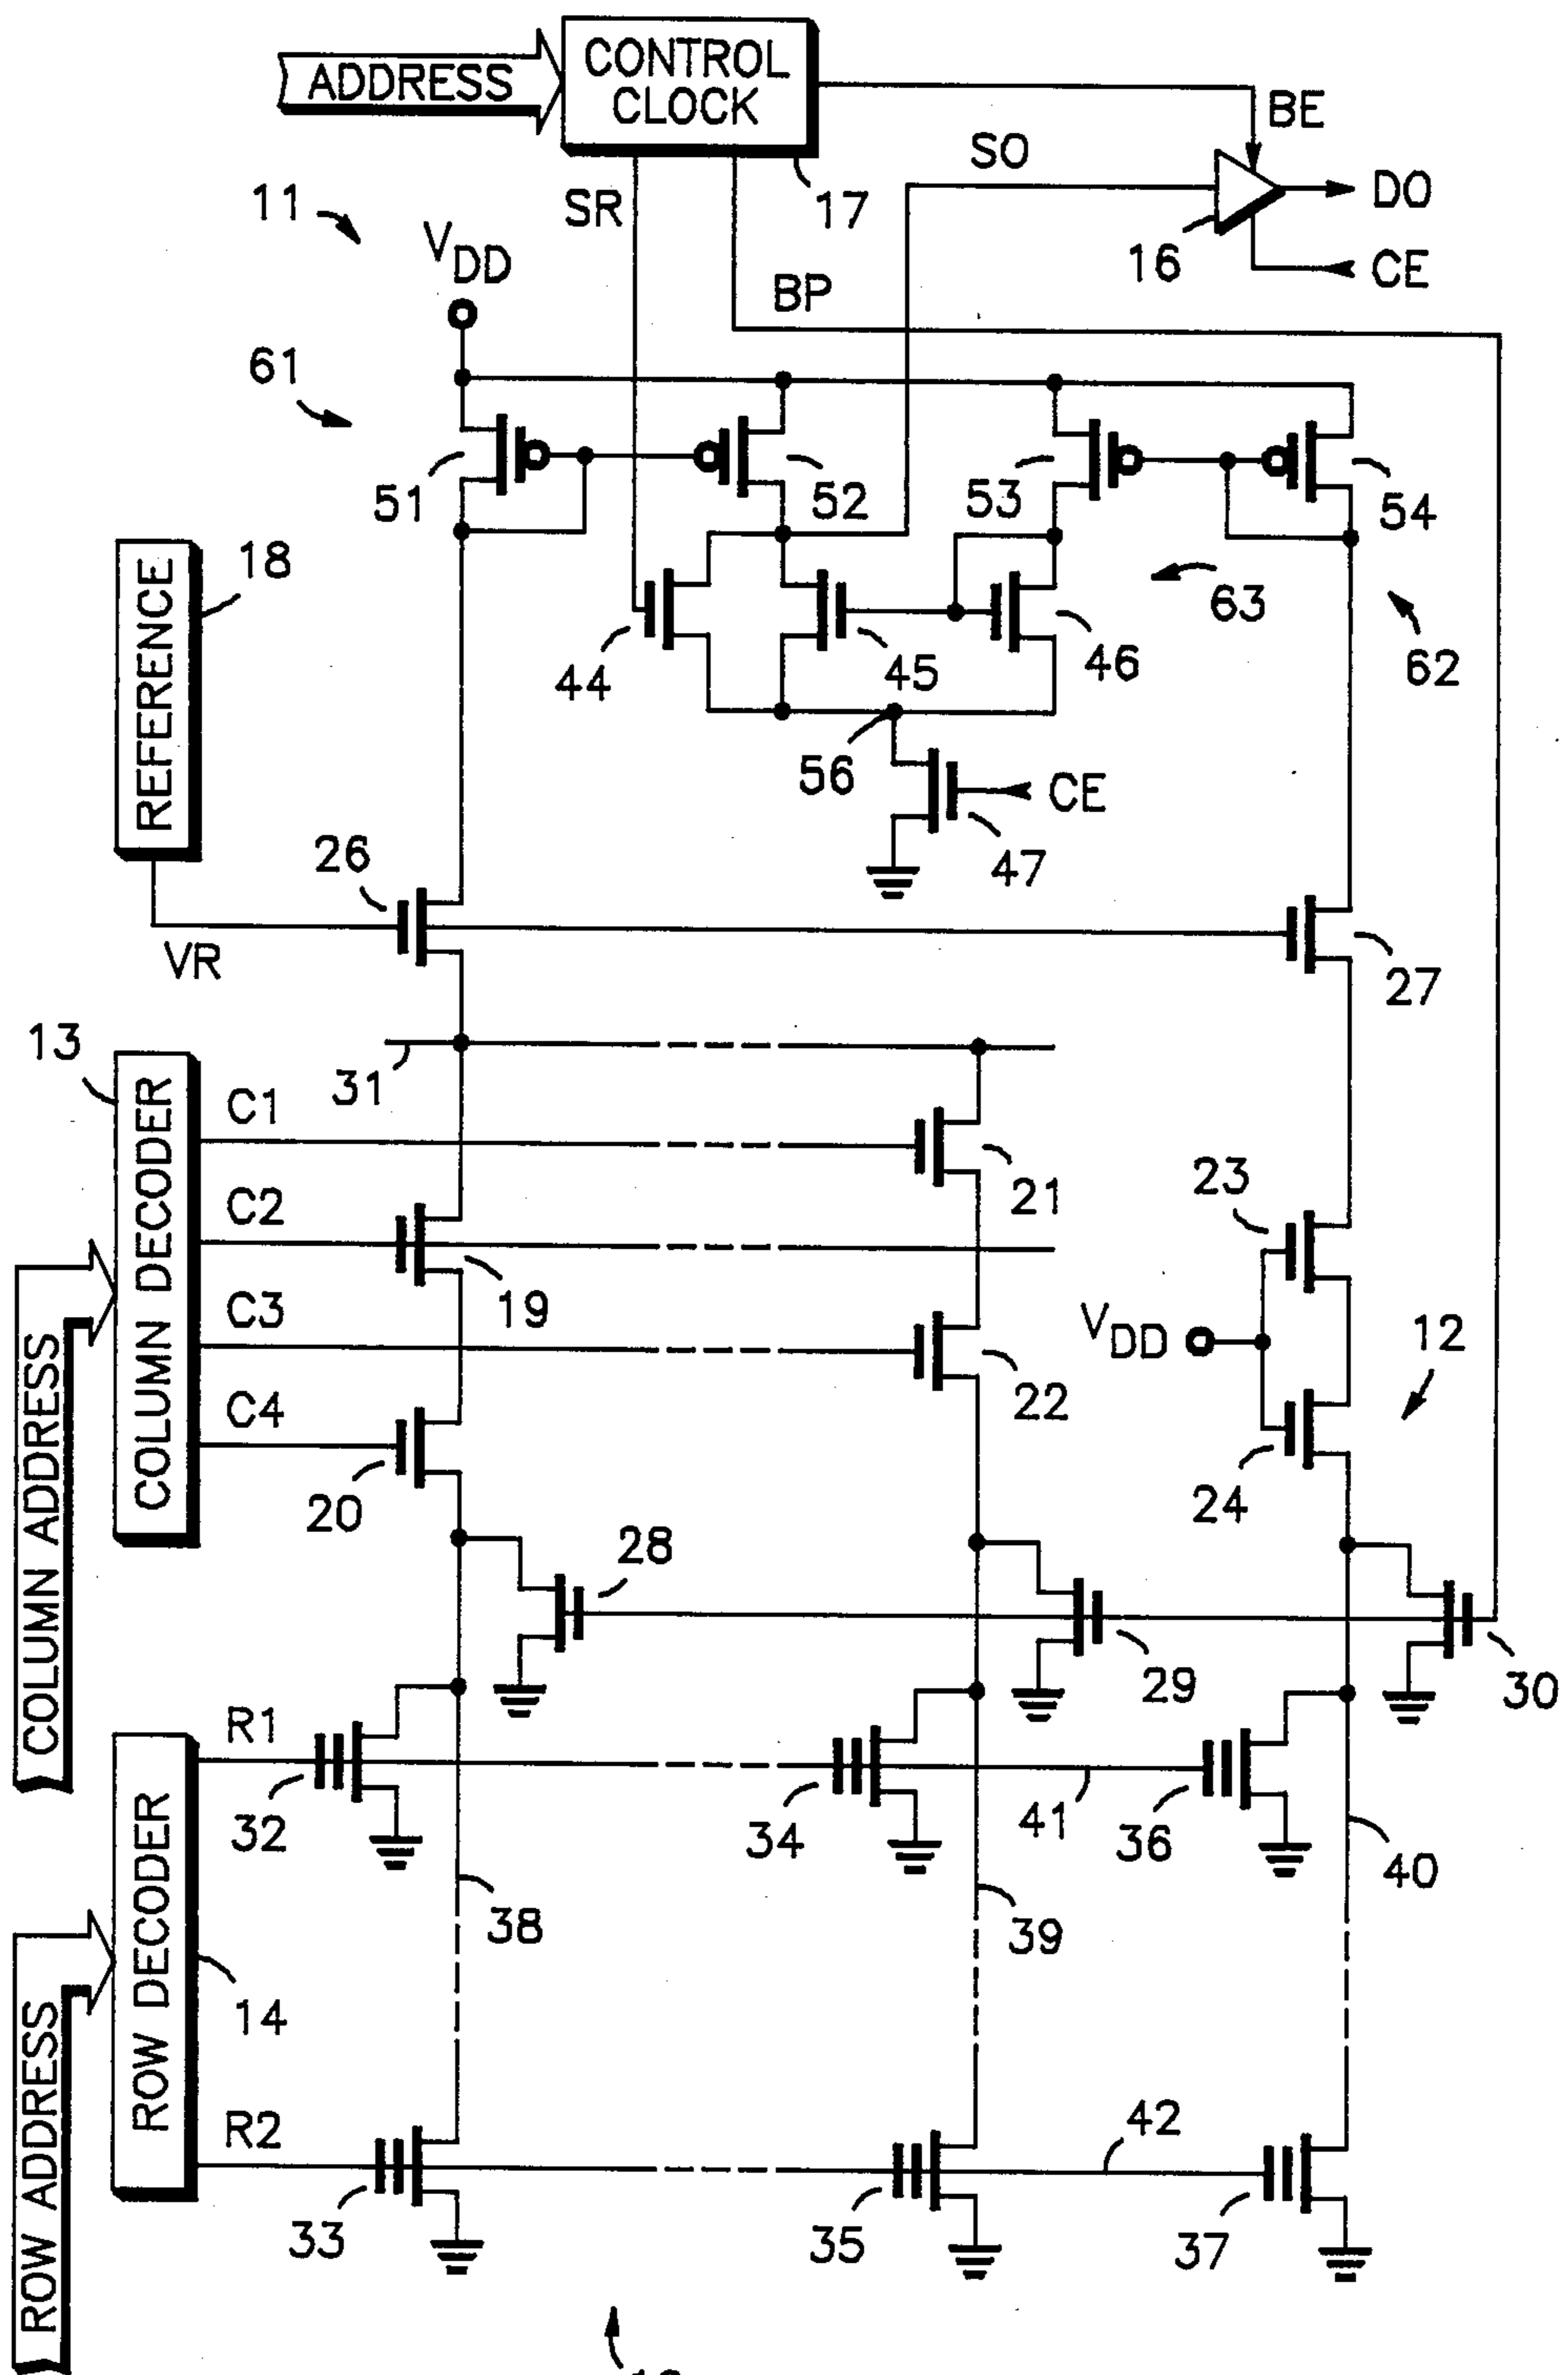 ADDRESS
CONTROL
CLOCK
BE
SO
DO
SR
17
16
CE
11
VDD
BP
61
51
52
53
54
18
REFERENCE
63
62
44
45
46
56
CE
47
26
VR
27
13
31
COLUMN DECODER
C1
21
C2
23
19
C3
VDD
12
22
C4
20
24
COLUMN ADDRESS
28
29
30
R1
32
34
41
36
40
38
39
ROW DECODER
14
R2
42
33
35
37
ROW ADDRESS